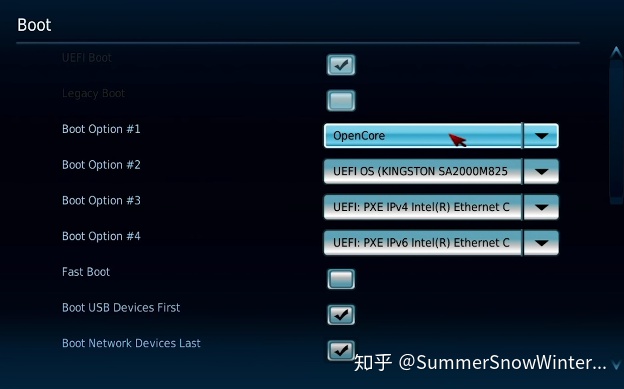 Boot
UEFI Boot
Legacy Boot
Boot Option #1
OpenCore
Boot Option #2
UEFI OS (KINGSTON SA2000M825
Boot Option #3
UEFI: PXE IPv4 Intel(R) Ethernet C
Boot Option #4
UEFI: PXE IPv6 Intel(R) Ethernet C
Fast Boot
Boot USB Devices First
Boot Network Devices Last
知乎 @SummerSnowWinter...